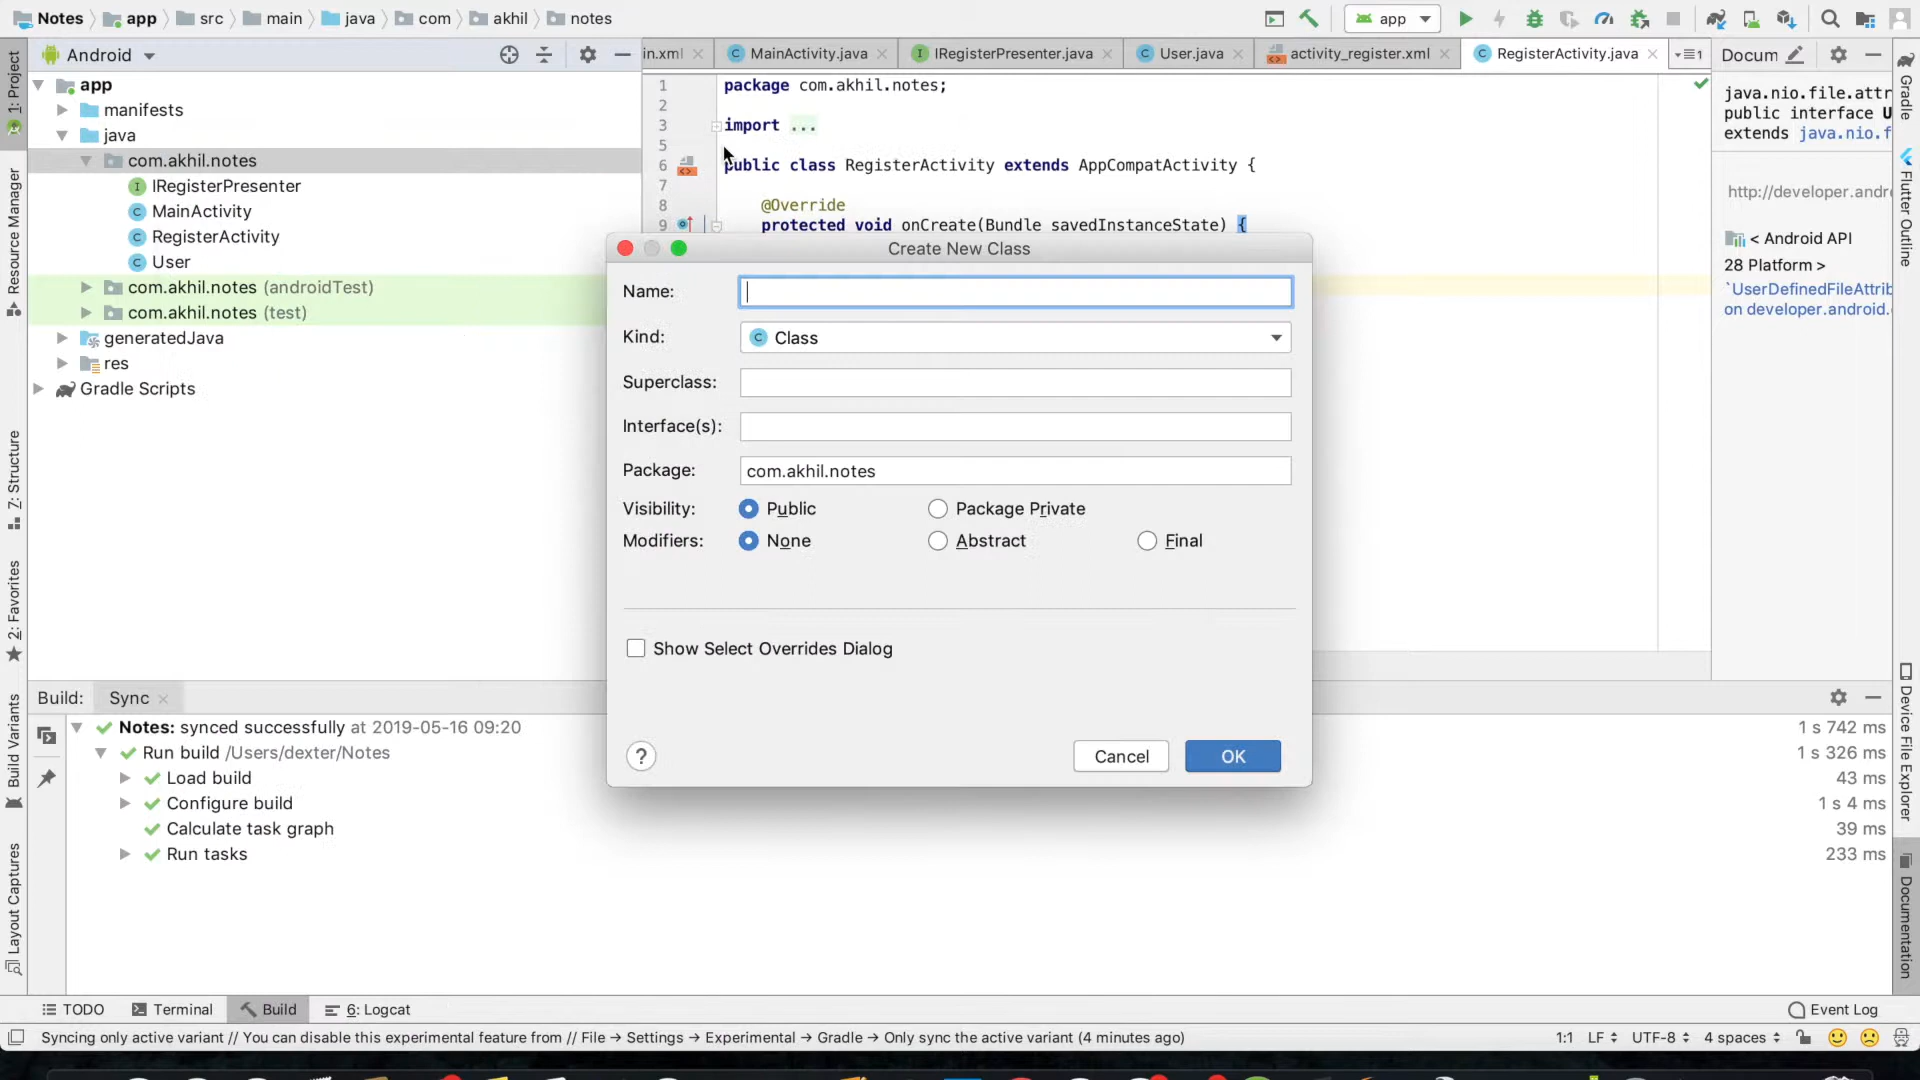 Notes app src main java com akhil notes app
Android
in.xml MainActivity.java IRegisterPresenter.java User.java activity_register.xml RegisterActivity.java 1
Docum
app
manifests
java
com.akhil.notes
IRegisterPresenter
MainActivity
RegisterActivity
User
com.akhil.notes (androidTest)
com.akhil.notes (test)
generatedJava
res
Gradle Scripts
1 package com.akhil.notes;
2
3 import ...
5
6 public class RegisterActivity extends AppCompatActivity {
7
8 @Override
9 protected void onCreate(Bundle savedInstanceState) {
java.nio.file.attr
public interface U
extends java.nio.f
http://developer.andr
< Android API
28 Platform >
`UserDefinedFileAttrib
on developer.android.
Create New Class
Name:
Kind: Class
Superclass:
Interface(s):
Package: com.akhil.notes
Visibility: Public Package Private
Modifiers: None Abstract Final
Show Select Overrides Dialog
? Cancel OK
Build: Sync
Notes: synced successfully at 2019-05-16 09:20 1 s 742 ms
Run build /Users/dexter/Notes 1 s 326 ms
Load build 43 ms
Configure build 1 s 4 ms
Calculate task graph 39 ms
Run tasks 233 ms
TODO Terminal Build 6: Logcat Event Log
Syncing only active variant // You can disable this experimental feature from // File → Settings → Experimental → Gradle → Only sync the active variant (4 minutes ago) 1:1 LF UTF-8 4 spaces
1: Project
Resource Manager
7: Structure
2: Favorites
Build Variants
Layout Captures
Gradle
Flutter Outline
Device File Explorer
Documentation